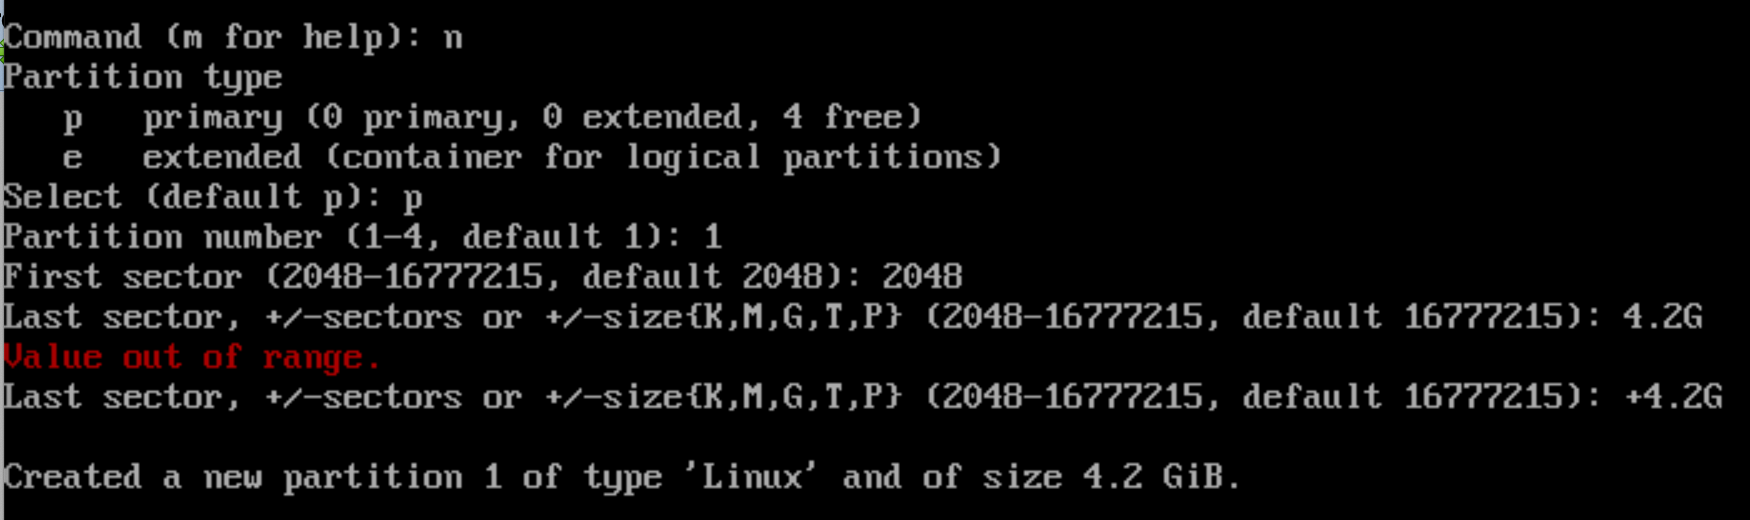 Command (m for help): n
Partition type
   p   primary (0 primary, 0 extended, 4 free)
   e   extended (container for logical partitions)
Select (default p): p
Partition number (1-4, default 1): 1
First sector (2048-16777215, default 2048): 2048
Last sector, +/-sectors or +/-size{K,M,G,T,P} (2048-16777215, default 16777215): 4.2G
Value out of range.
Last sector, +/-sectors or +/-size{K,M,G,T,P} (2048-16777215, default 16777215): +4.2G
Created a new partition 1 of type 'Linux' and of size 4.2 GiB.